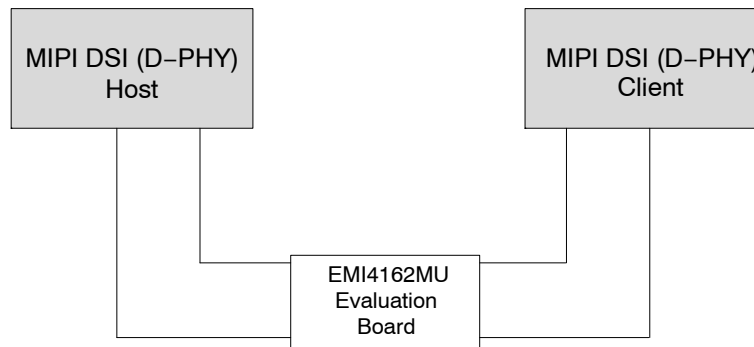 MIPI DSI (D−PHY)
Host
MIPI DSI (D−PHY)
Client
EMI4162MU
Evaluation
Board